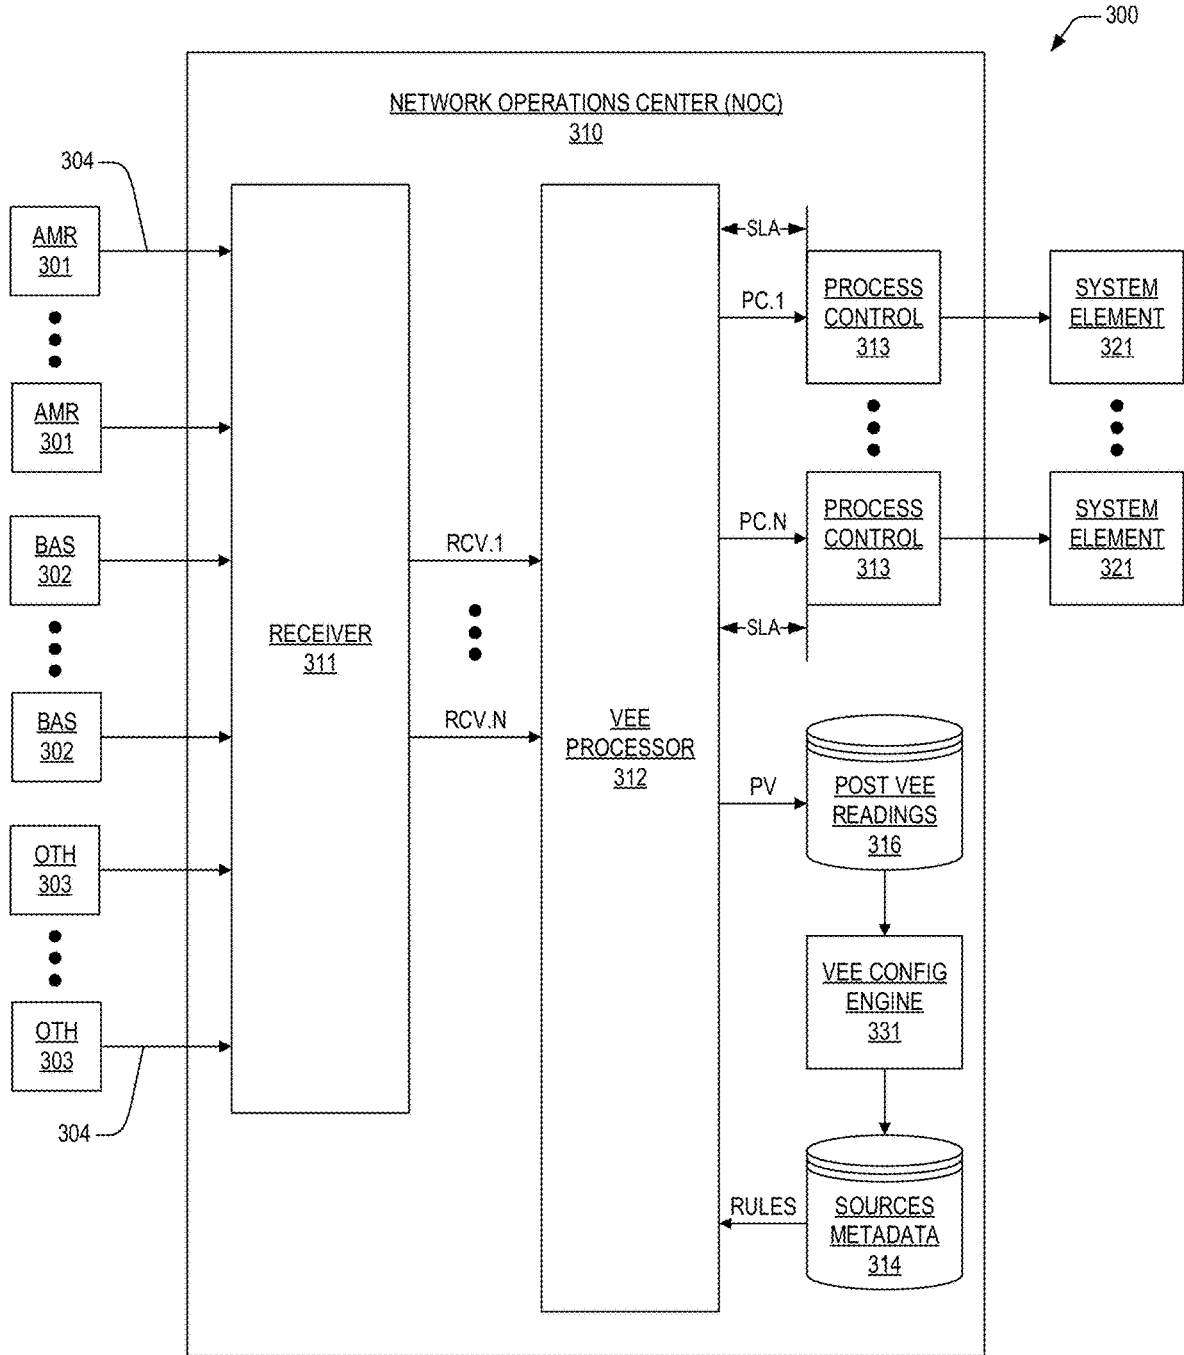 300
NETWORK OPERATIONS CENTER (NOC)
310
304
AMR
301
AMR
301
BAS
302
BAS
302
OTH
303
OTH
303
304
RECEIVER
311
RCV.1
RCV.N
VEE
PROCESSOR
312
SLA
PC.1
PROCESS
CONTROL
313
SYSTEM
ELEMENT
321
PC.N
PROCESS
CONTROL
313
SYSTEM
ELEMENT
321
SLA
PV
POST VEE
READINGS
316
VEE CONFIG
ENGINE
331
RULES
SOURCES
METADATA
314